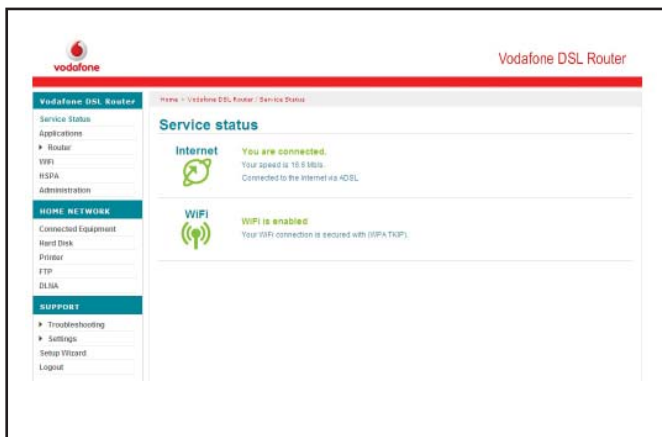 vodafone
Vodafone DSL Router
Vodafone DSL Router
Home > Vodafone DSL Router / Service Status
Service Status
Applications
Router
WiFi
HSPA
Administration
HOME NETWORK
Connected Equipment
Hard Disk
Printer
FTP
DLNA
SUPPORT
Troubleshooting
Settings
Setup Wizard
Logout
Service status
Internet
You are connected.
Your speed is Mb/s.
Connected to the Internet via ADSL.
WiFi
WiFi is enabled
Your WiFi connection is secured with (WPA TKIP).